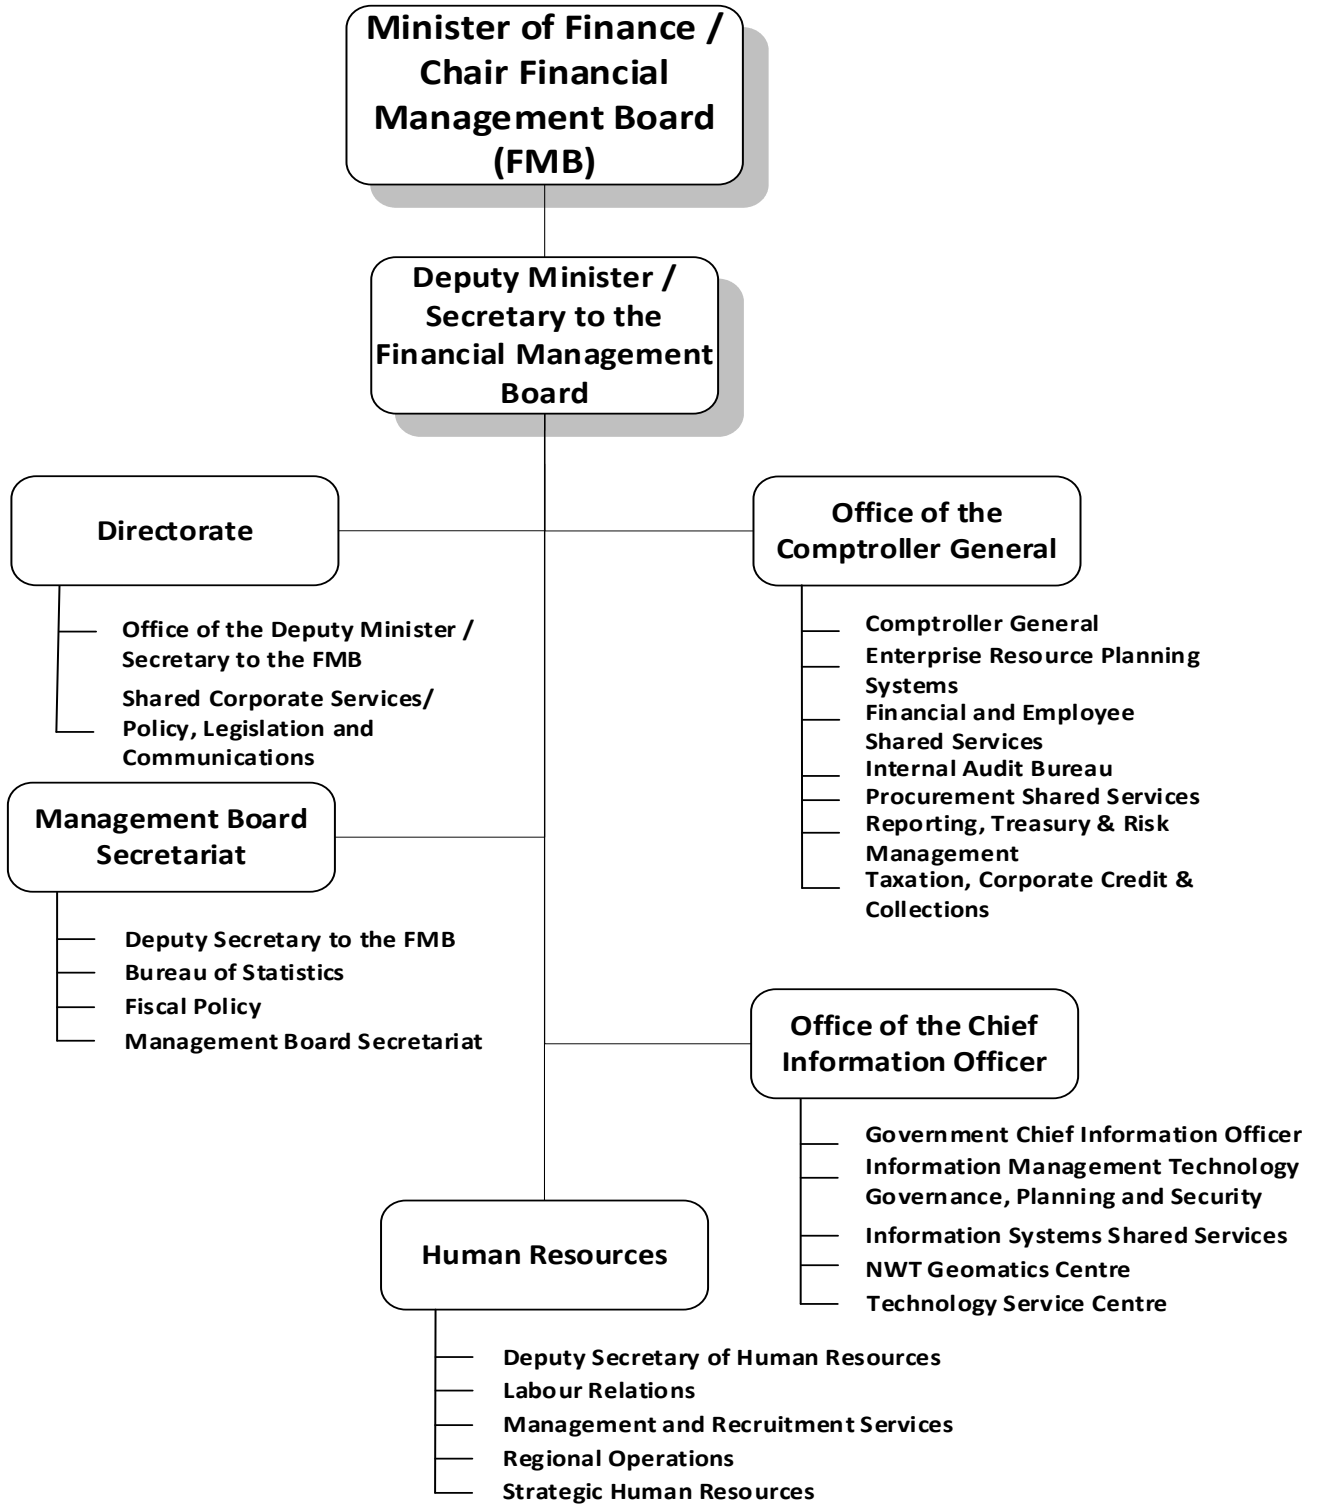 Minister of Finance /
Chair Financial
Management Board
(FMB)
Deputy Minister /
Secretary to the
Financial Management
Board
Directorate
Office of the Deputy Minister /
Secretary to the FMB
Shared Corporate Services/
Policy, Legislation and
Communications
Office of the
Comptroller General
Comptroller General
Enterprise Resource Planning
Systems
Financial and Employee
Shared Services
Internal Audit Bureau
Procurement Shared Services
Reporting, Treasury & Risk
Management
Taxation, Corporate Credit &
Collections
Management Board
Secretariat
Deputy Secretary to the FMB
Bureau of Statistics
Fiscal Policy
Management Board Secretariat
Office of the Chief
Information Officer
Government Chief Information Officer
Information Management Technology
Governance, Planning and Security
Information Systems Shared Services
NWT Geomatics Centre
Technology Service Centre
Human Resources
Deputy Secretary of Human Resources
Labour Relations
Management and Recruitment Services
Regional Operations
Strategic Human Resources